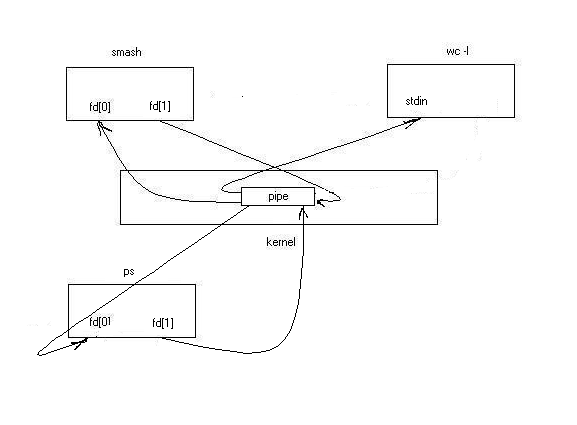 smash
wc -l
fd[0]
fd[1]
stdin
pipe
kernel
ps
fd[0]
fd[1]